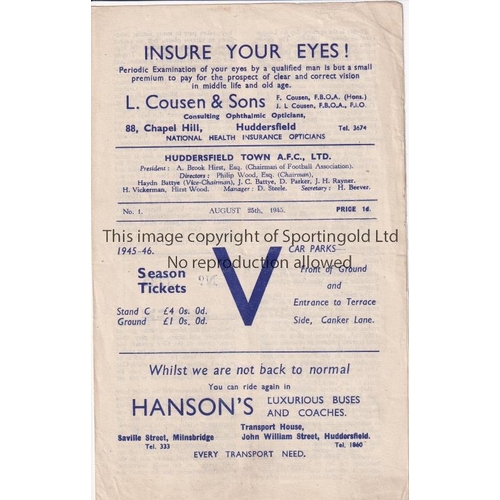 INSURE YOUR EYES!
Periodic Examination of your eyes by a qualified man is but a small
premium to pay for the prospect of clear and correct vision
in middle life and old age.
L. Cousen & Sons
F. Cousen, F.B.O.A. (Hons.)
J. L Cousen, F.B.O.A., F.I.O.
Consulting Ophthalmic Opticians,
88, Chapel Hill, Huddersfield Tel. 3674
NATIONAL HEALTH INSURANCE OPTICIANS
HUDDERSFIELD TOWN A.F.C., LTD.
President: A. Brook Hirst, Esq. (Chairman of Football Association).
Directors: Philip Wood, Esq. (Chairman),
Haydn Battye (Vice-Chairman), J. C. Battye, D. Parker, J. H. Rayner,
H. Vickerman, Hirst Wood. Manager: D. Steele. Secretary: H. Beever.
No. 1. AUGUST 25th, 1945. PRICE 1d.
This image is copyright of Sportingold Ltd
No reproduction allowed
1945-46.
Season
Tickets
Stand C £4 0s. 0d.
Ground £1 0s, 0d.
V
CAR PARKS—
Front of Ground
and
Entrance to Terrace
Side, Canker Lane.
Whilst we are not back to normal
You can ride again in
HANSON'S LUXURIOUS BUSES
AND COACHES.
Saville Street, Milnsbridge
Tel. 333
Transport House,
John William Street, Huddersfield.
Tel. 1860
EVERY TRANSPORT NEED.